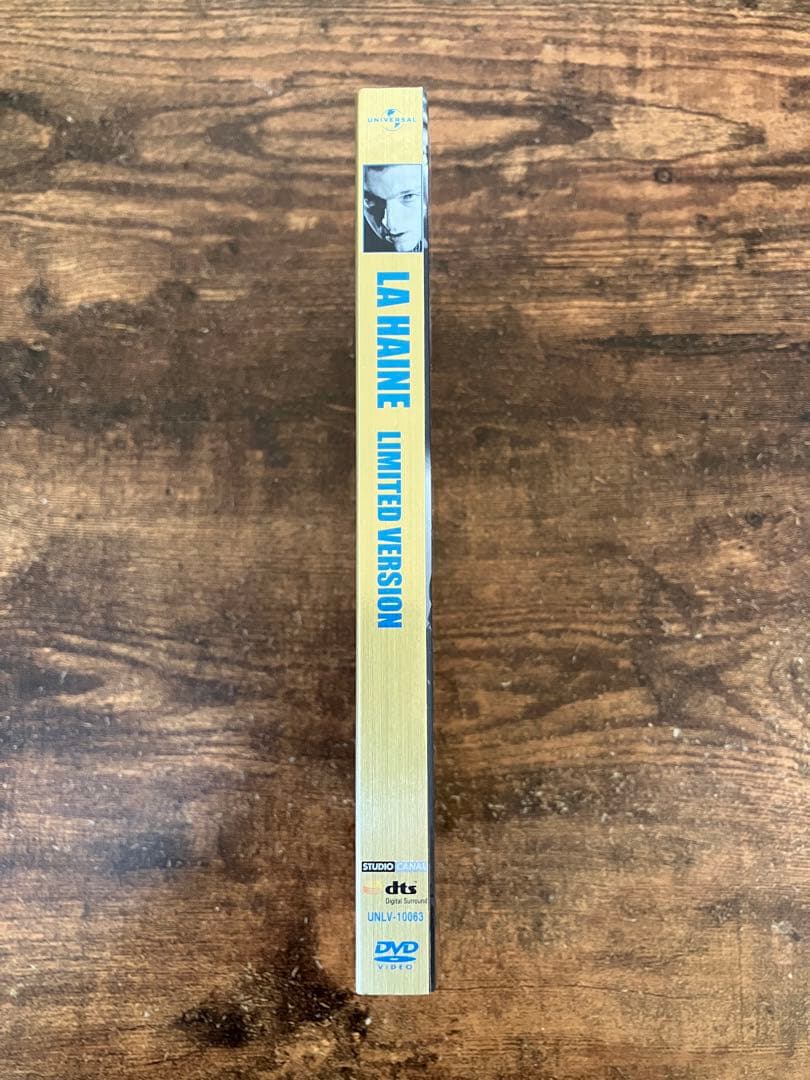 UNIVERSAL
LA HAINE LIMITED VERSION
STUDIO CANAL
dts
Digital Surround
UNLV-10063
DVD
VIDEO